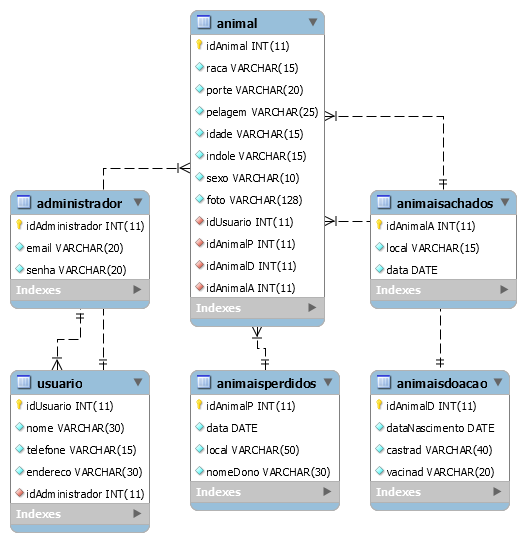 animal
idAnimal INT(11)
raca VARCHAR(15)
porte VARCHAR(20)
pelagem VARCHAR(25)
idade VARCHAR(15)
indole VARCHAR(15)
sexo VARCHAR(10)
foto VARCHAR(128)
idUsuario INT(11)
idAnimalP INT(11)
idAnimalD INT(11)
idAnimalA INT(11)
Indexes
administrador
idAdministrador INT(11)
email VARCHAR(20)
senha VARCHAR(20)
Indexes
animaisachados
idAnimalA INT(11)
local VARCHAR(15)
data DATE
Indexes
usuario
idUsuario INT(11)
nome VARCHAR(30)
telefone VARCHAR(15)
endereco VARCHAR(30)
idAdministrador INT(11)
Indexes
animaisperdidos
idAnimalP INT(11)
data DATE
local VARCHAR(50)
nomeDono VARCHAR(30)
Indexes
animaisdoacao
idAnimalD INT(11)
dataNascimento DATE
castrad VARCHAR(40)
vacinad VARCHAR(20)
Indexes